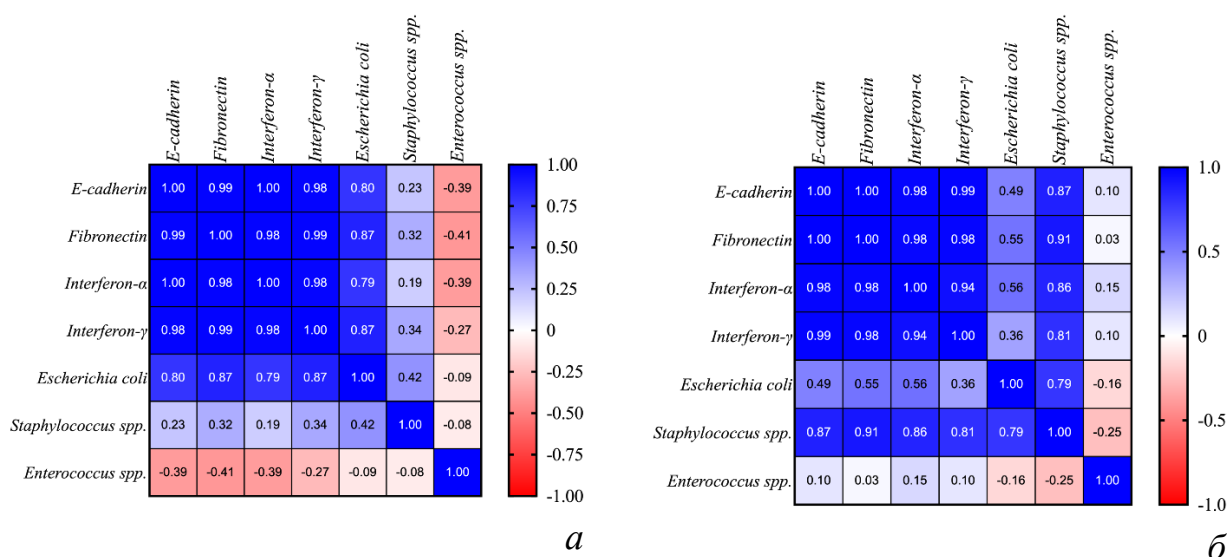 E-cadherin Fibronectin Interferon-α Interferon-γ Escherichia coli Staphylococcus spp. Enterococcus spp.
E-cadherin 1.00 0.99 1.00 0.98 0.80 0.23 -0.39
Fibronectin 0.99 1.00 0.98 0.99 0.87 0.32 -0.41
Interferon-α 1.00 0.98 1.00 0.98 0.79 0.19 -0.39
Interferon-γ 0.98 0.99 0.98 1.00 0.87 0.34 -0.27
Escherichia coli 0.80 0.87 0.79 0.87 1.00 0.42 -0.09
Staphylococcus spp. 0.23 0.32 0.19 0.34 0.42 1.00 -0.08
Enterococcus spp. -0.39 -0.41 -0.39 -0.27 -0.09 -0.08 1.00
1.00
0.75
0.50
0.25
0
-0.25
-0.50
-0.75
-1.00
а
E-cadherin Fibronectin Interferon-α Interferon-γ Escherichia coli Staphylococcus spp. Enterococcus spp.
E-cadherin 1.00 1.00 0.98 0.99 0.49 0.87 0.10
Fibronectin 1.00 1.00 0.98 0.98 0.55 0.91 0.03
Interferon-α 0.98 0.98 1.00 0.94 0.56 0.86 0.15
Interferon-γ 0.99 0.98 0.94 1.00 0.36 0.81 0.10
Escherichia coli 0.49 0.55 0.56 0.36 1.00 0.79 -0.16
Staphylococcus spp. 0.87 0.91 0.86 0.81 0.79 1.00 -0.25
Enterococcus spp. 0.10 0.03 0.15 0.10 -0.16 -0.25 1.00
1.0
0.5
0
-0.5
-1.0
б